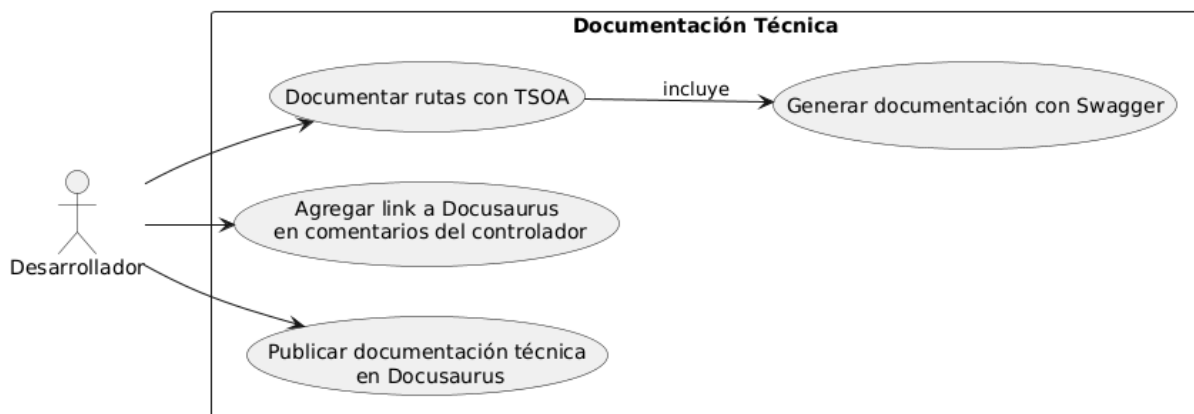 Documentación Técnica
Documentar rutas con TSOA
incluye
Generar documentación con Swagger
Desarrollador
Agregar link a Docusaurus
en comentarios del controlador
Publicar documentación técnica
en Docusaurus